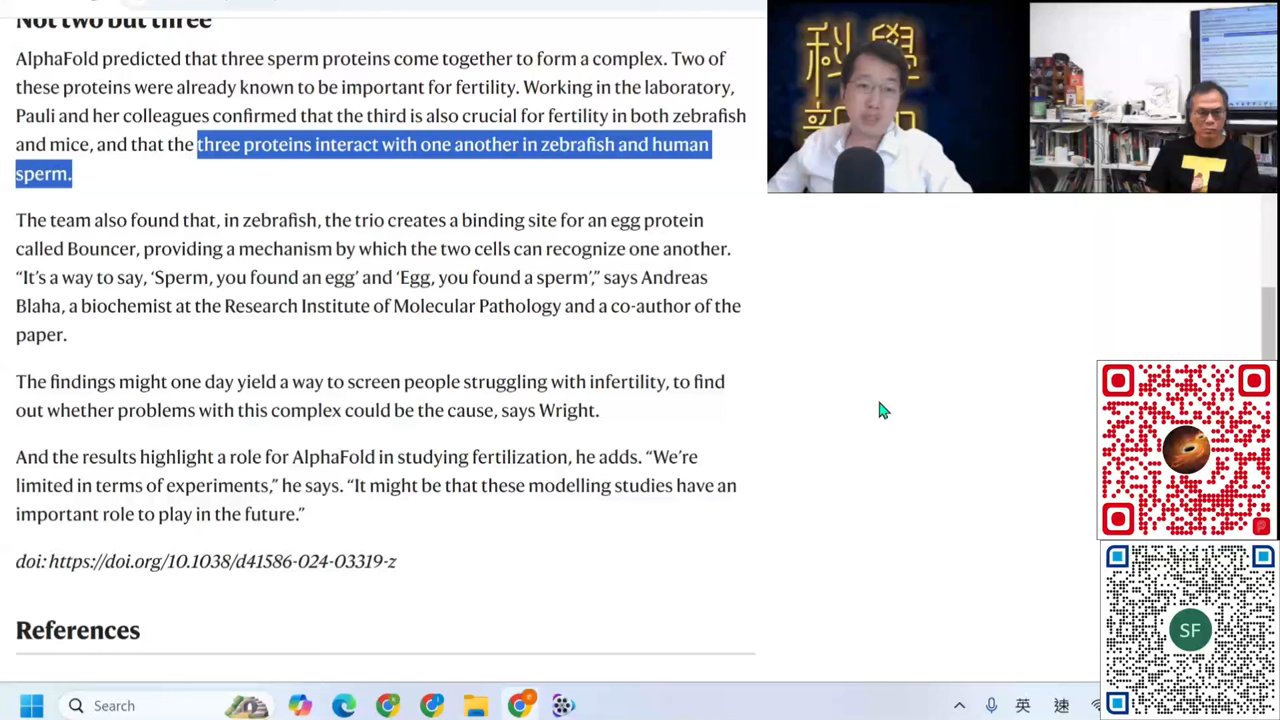 Not two but three
AlphaFold predicted that three sperm proteins come together to form a complex. Two of
these proteins were already known to be important for fertility. Working in the laboratory,
Pauli and her colleagues confirmed that the third is also crucial for fertility in both zebrafish
and mice, and that the three proteins interact with one another in zebrafish and human
sperm.
The team also found that, in zebrafish, the trio creates a binding site for an egg protein
called Bouncer, providing a mechanism by which the two cells can recognize one another.
“It’s a way to say, ‘Sperm, you found an egg’ and ‘Egg, you found a sperm’,” says Andreas
Blaha, a biochemist at the Research Institute of Molecular Pathology and a co-author of the
paper.
The findings might one day yield a way to screen people struggling with infertility, to find
out whether problems with this complex could be the cause, says Wright.
And the results highlight a role for AlphaFold in studying fertilization, he adds. “We’re
limited in terms of experiments,” he says. “It might be that these modelling studies have an
important role to play in the future.”
doi: https://doi.org/10.1038/d41586-024-03319-z
References
科學
T
SF
Search
英
速